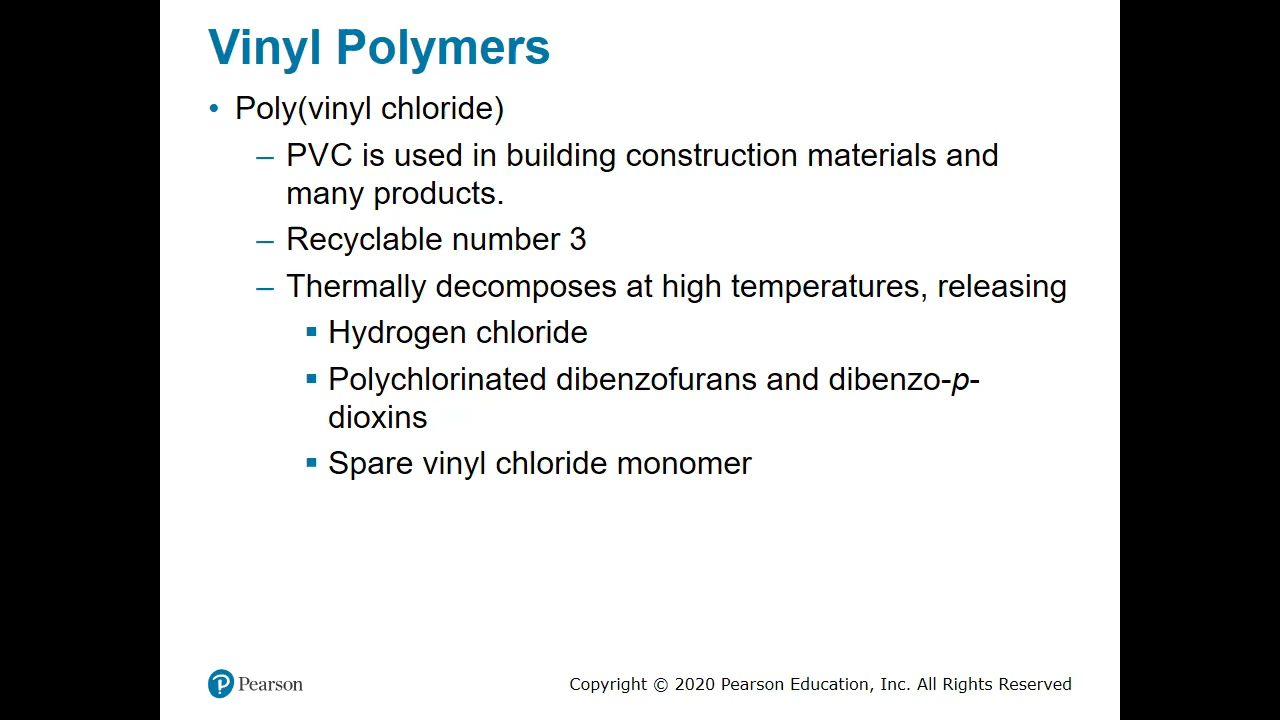 Vinyl Polymers
• Poly(vinyl chloride)
– PVC is used in building construction materials and
many products.
– Recyclable number 3
– Thermally decomposes at high temperatures, releasing
▪ Hydrogen chloride
▪ Polychlorinated dibenzofurans and dibenzo-p-
dioxins
▪ Spare vinyl chloride monomer
Pearson
Copyright © 2020 Pearson Education, Inc. All Rights Reserved